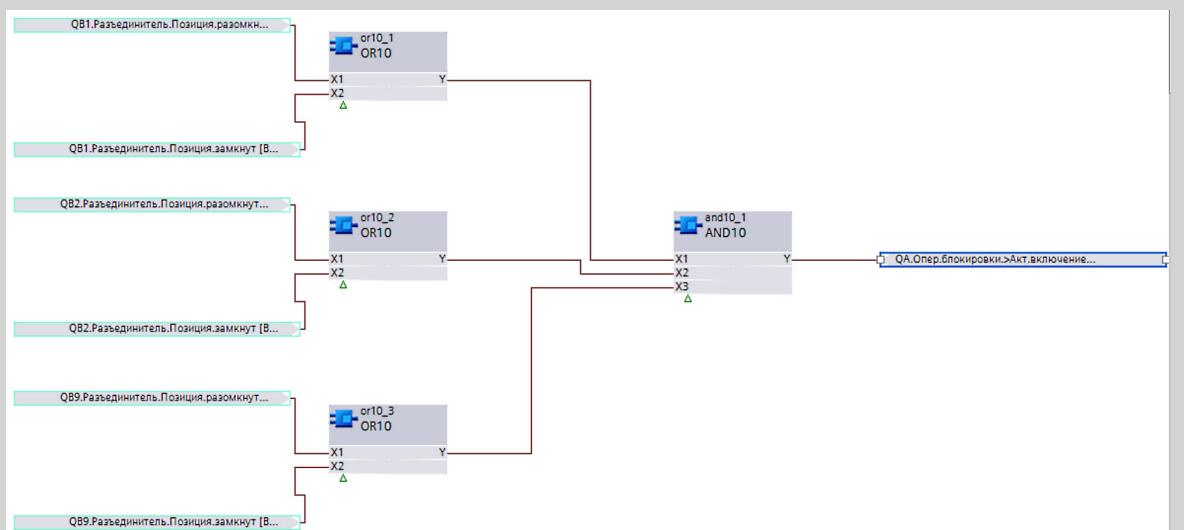 QB1.Разъединитель.Позиция.разомкн...
or10_1
OR10
X1 Y
X2
QB1.Разъединитель.Позиция.замкнут [В...
QB2.Разъединитель.Позиция.разомкнут...
or10_2
OR10
X1 Y
X2
QB2.Разъединитель.Позиция.замкнут [В...
and10_1
AND10
X1 Y
X2
X3
QA.Опер.блокировки.>Акт.включение...
QB9.Разъединитель.Позиция.разомкнут...
or10_3
OR10
X1 Y
X2
QB9.Разъединитель.Позиция.замкнут [В...